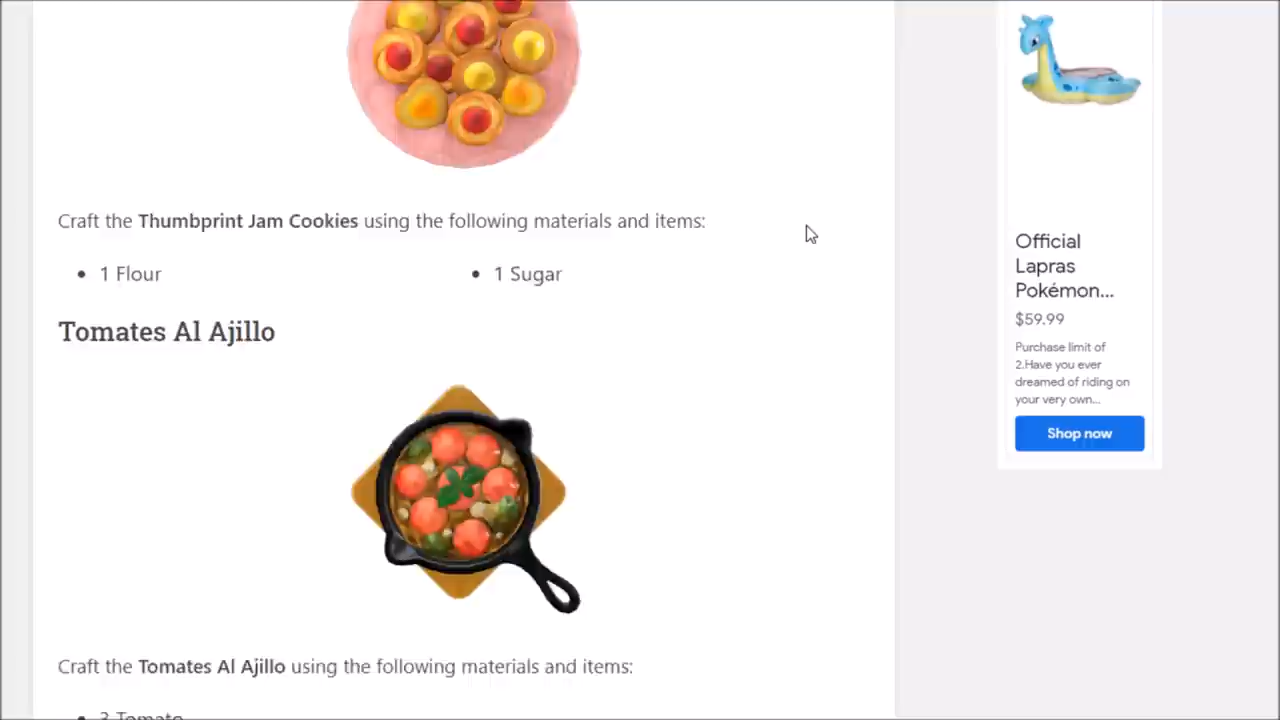 Craft the Thumbprint Jam Cookies using the following materials and items:
• 1 Flour
• 1 Sugar
Tomates Al Ajillo
Craft the Tomates Al Ajillo using the following materials and items:
• 3 Tomato
Official
Lapras
Pokémon...
$59.99
Purchase limit of
2.Have you ever
dreamed of riding on
your very own...
Shop now